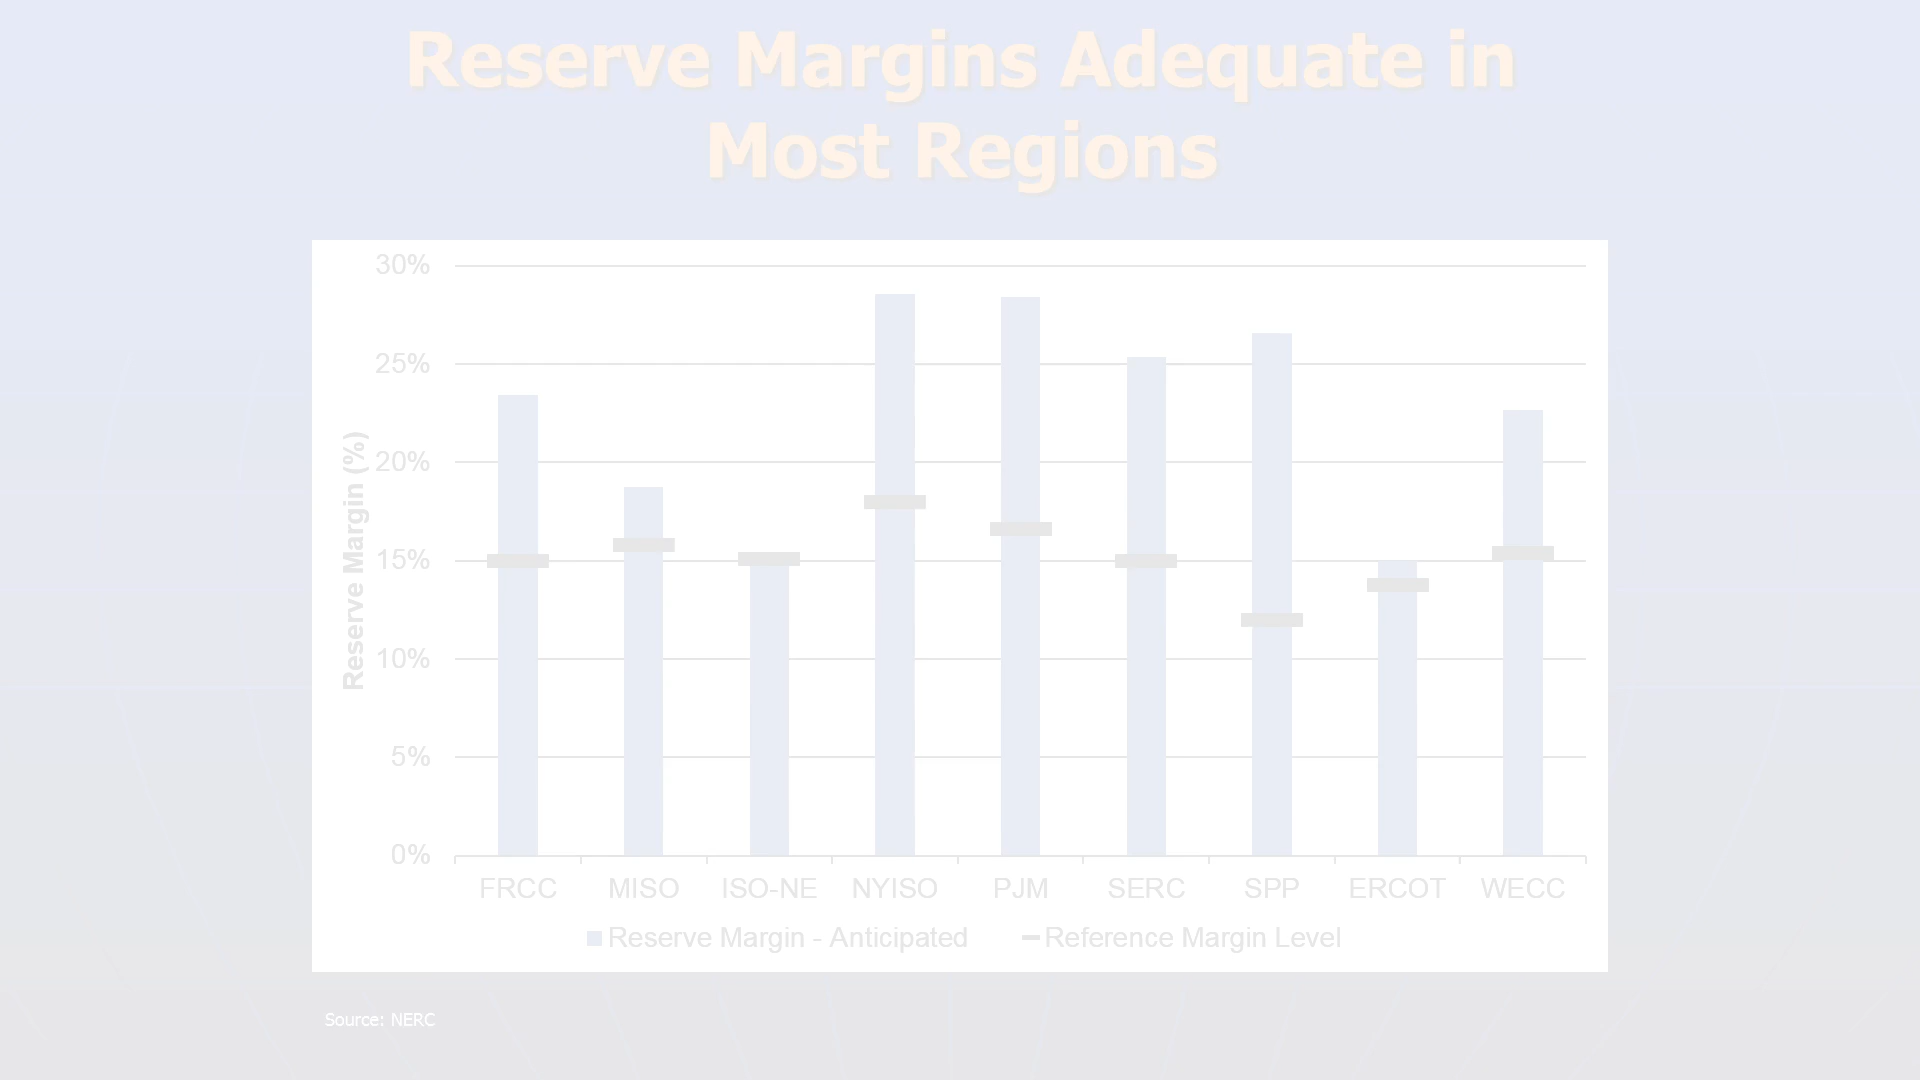 Reserve Margins Adequate in
Most Regions
30%
25%
20%
15%
10%
5%
0%
Reserve Margin (%)
FRCC MISO ISO-NE NYISO PJM SERC SPP ERCOT WECC
Reserve Margin - Anticipated Reference Margin Level
Source: NERC